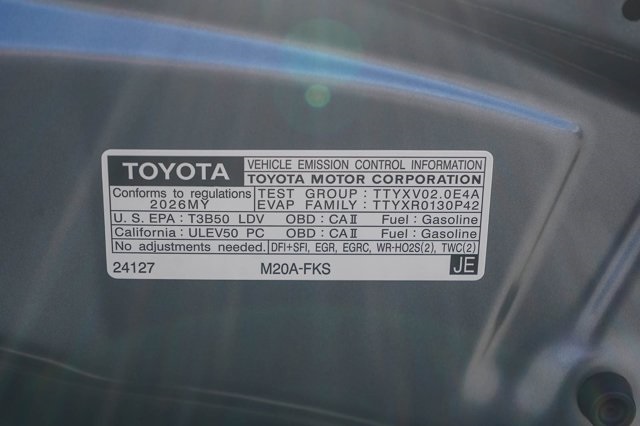 TOYOTA VEHICLE EMISSION CONTROL INFORMATION
TOYOTA MOTOR CORPORATION
Conforms to regulations TEST GROUP : TTYXV02.0E4A
2026MY EVAP FAMILY : TTYXR0130P42
U.S. EPA : T3B50 LDV OBD : CAⅡ Fuel : Gasoline
California : ULEV50 PC OBD : CAⅡ Fuel : Gasoline
No adjustments needed. DFI+SFI, EGR, EGRC, WR-HO2S(2), TWC(2)
24127 M20A-FKS JE